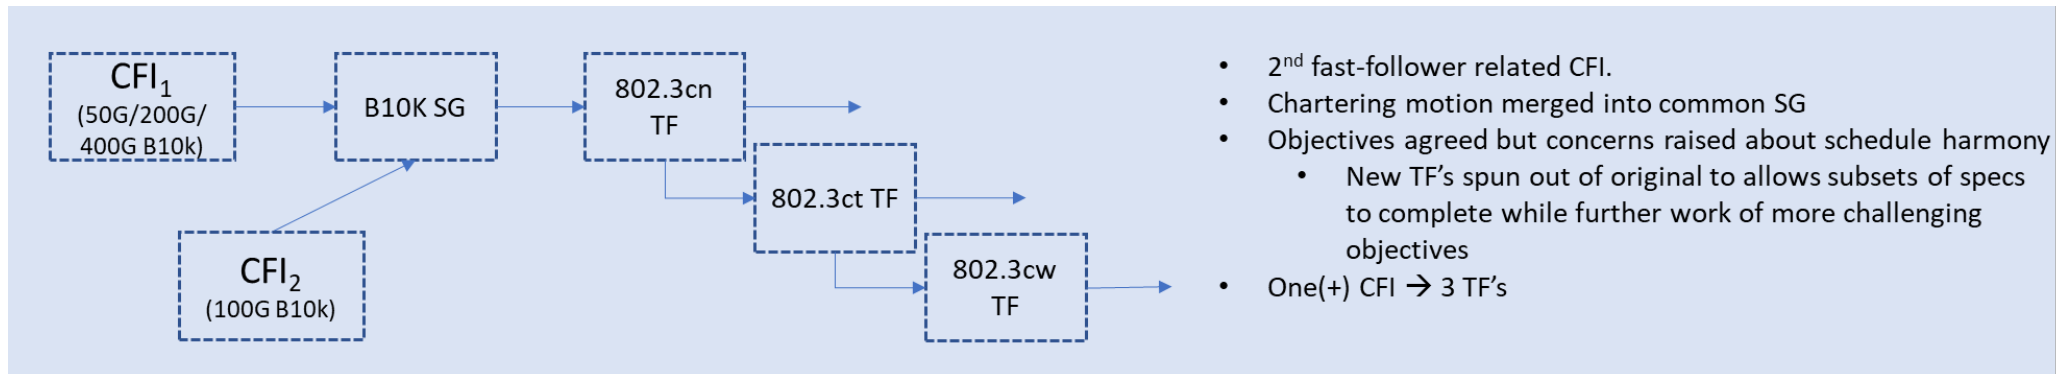 CFI1
(50G/200G/
400G B10k)
B10K SG
802.3cn
TF
802.3ct TF
802.3cw
TF
CFI2
(100G B10k)
• 2nd fast-follower related CFI.
• Chartering motion merged into common SG
• Objectives agreed but concerns raised about schedule harmony
• New TF’s spun out of original to allows subsets of specs
to complete while further work of more challenging
objectives
• One(+) CFI → 3 TF’s